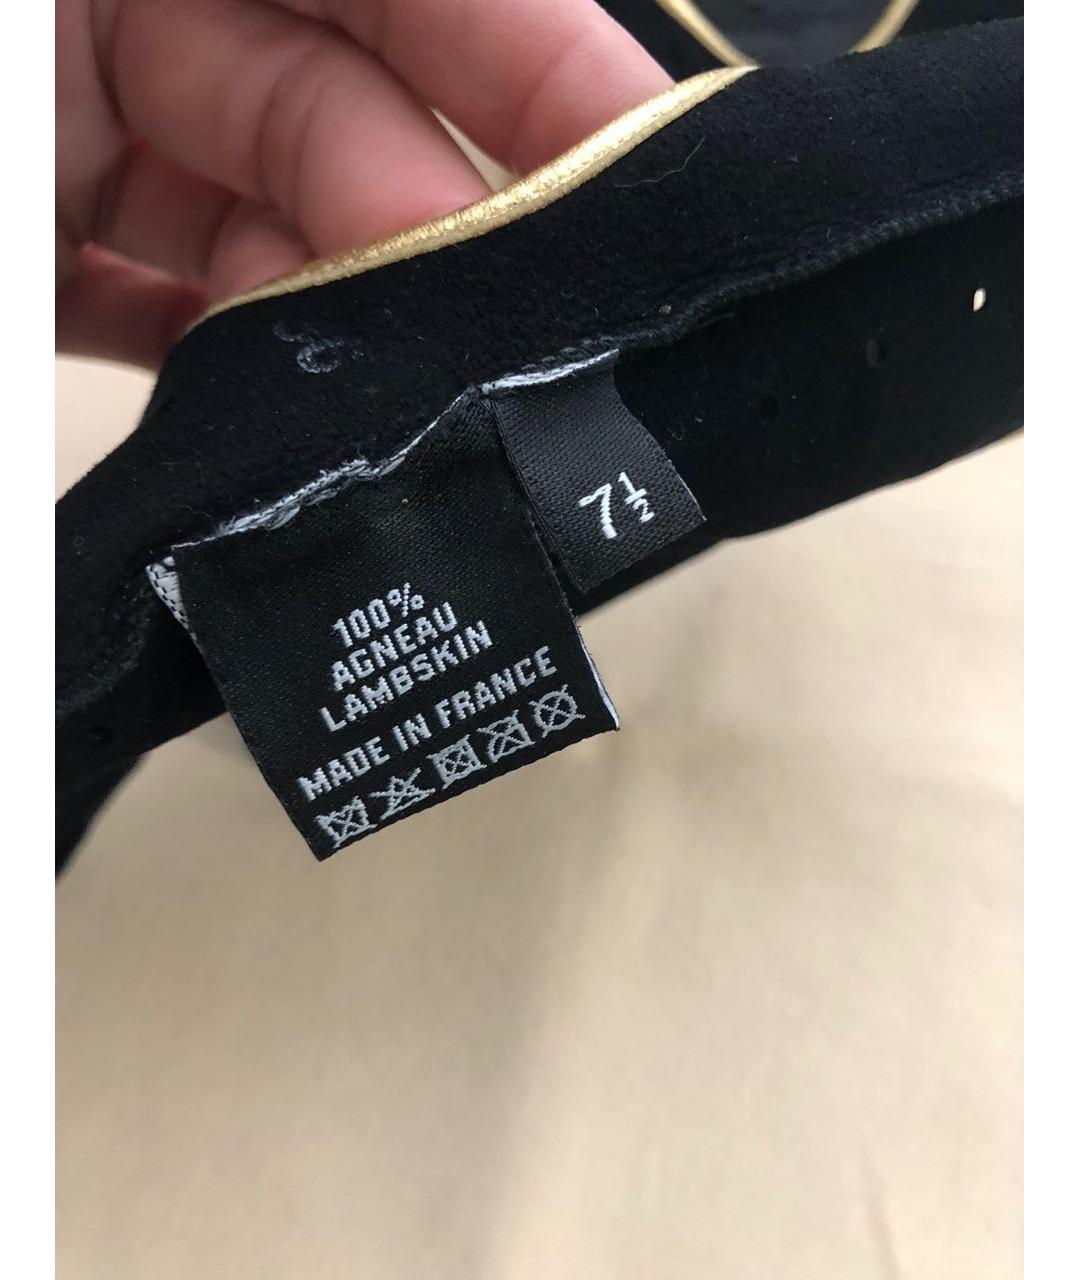 7½
100%
AGNEAU
LAMBSKIN
MADE IN FRANCE